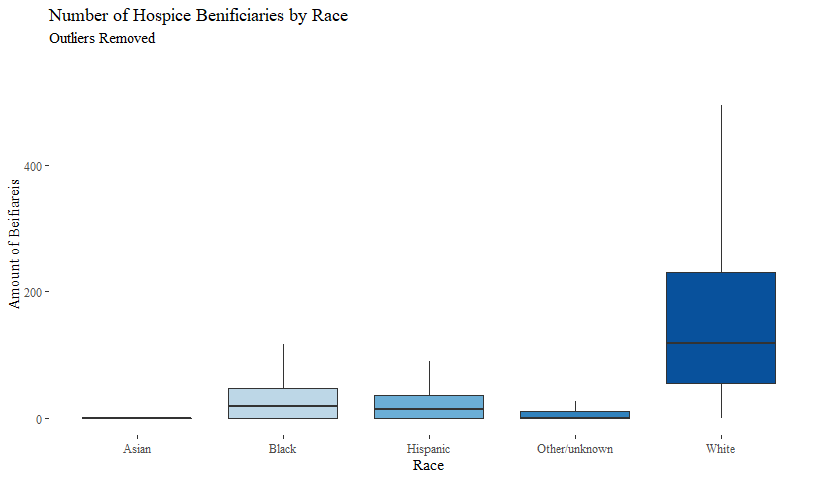 Number of Hospice Benificiaries by Race
Outliers Removed
Amount of Beifiareis
400
200
0
Asian
Black
Hispanic
Other/unknown
White
Race